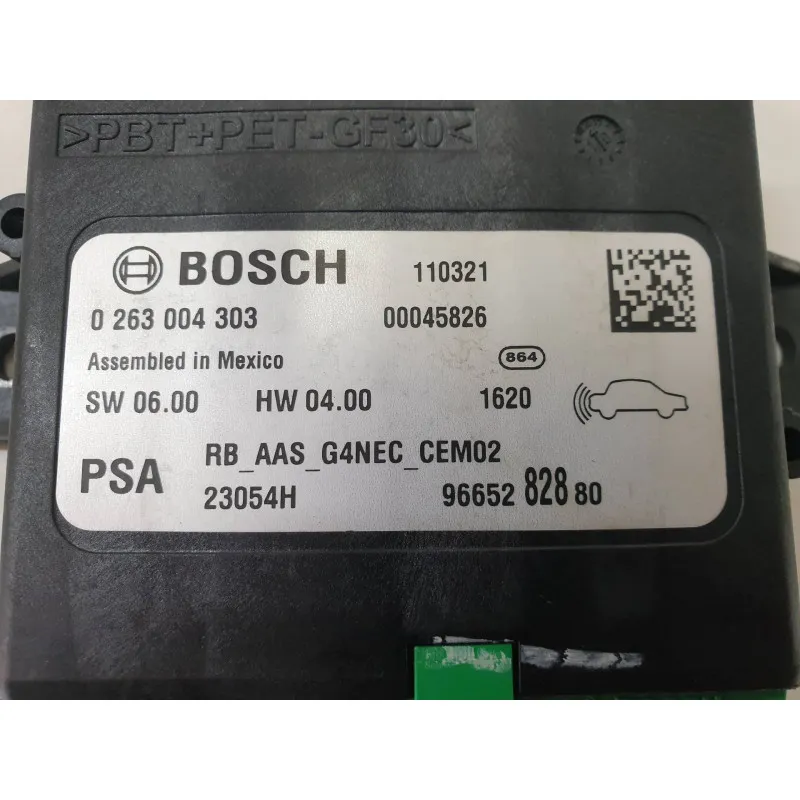 >PBT+PET-GF30<
BOSCH 110321
0 263 004 303 00045826
Assembled in Mexico 864
SW 06.00 HW 04.00 1620
PSA RB_AAS_G4NEC_CEM02
23054H 96652 828 80